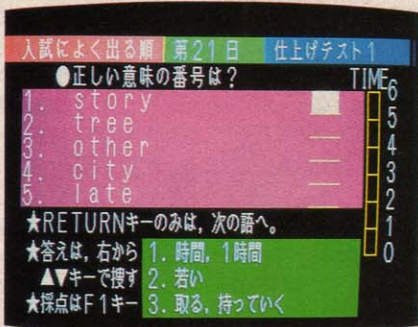 入試によく出る順 第21日 仕上げテスト1
●正しい意味の番号は？ TIME
1. story
2. tree
3. other
4. city
5. late
6
5
4
3
2
1
0
★RETURNキーのみは，次の語へ。
★答えは，右から 1. 時間，1時間
▲▼キーで捜す 2. 若い
★採点はF1キー 3. 取る，持っていく